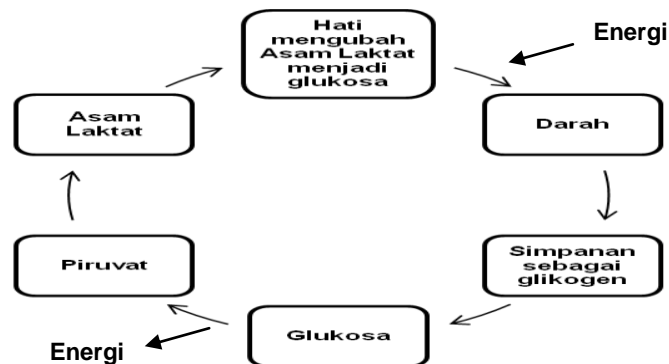 Hati
mengubah
Asam Laktat
menjadi
glukosa
Energi
Darah
Simpanan
sebagai
glikogen
Glukosa
Energi
Piruvat
Asam
Laktat